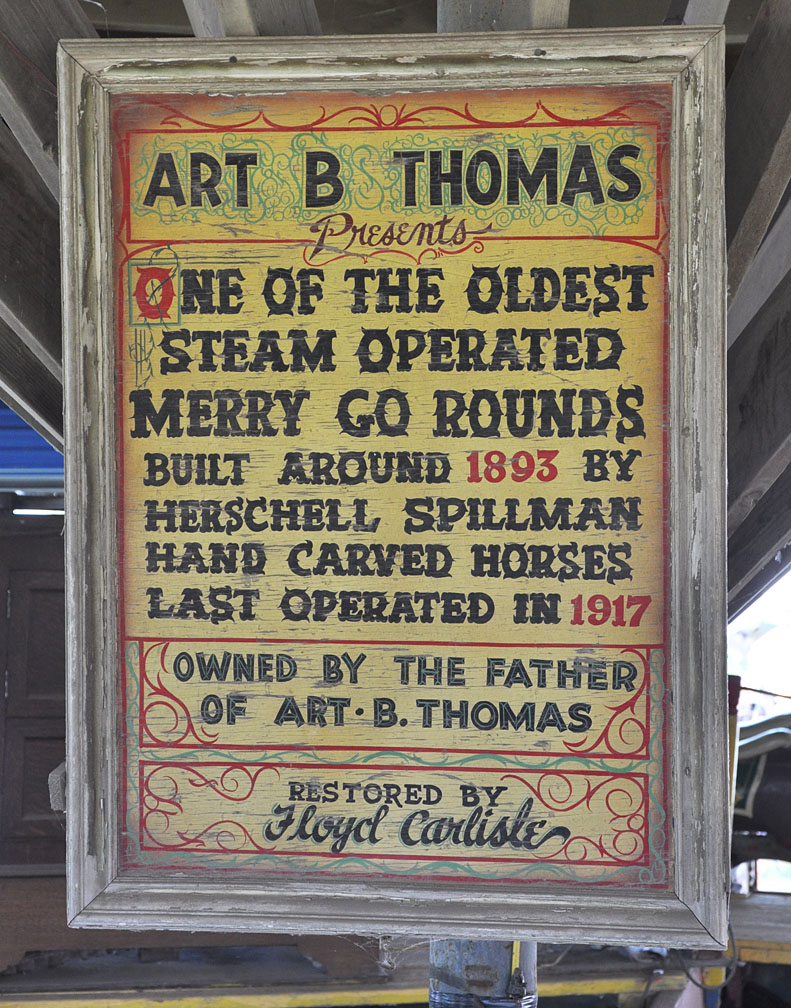 ART B THOMAS
Presents
ONE OF THE OLDEST
STEAM OPERATED
MERRY GO ROUNDS
BUILT AROUND 1893 BY
HERSCHELL SPILLMAN
HAND CARVED HORSES
LAST OPERATED IN 1917
OWNED BY THE FATHER
OF ART · B. THOMAS
RESTORED BY
Floyd Carlisle